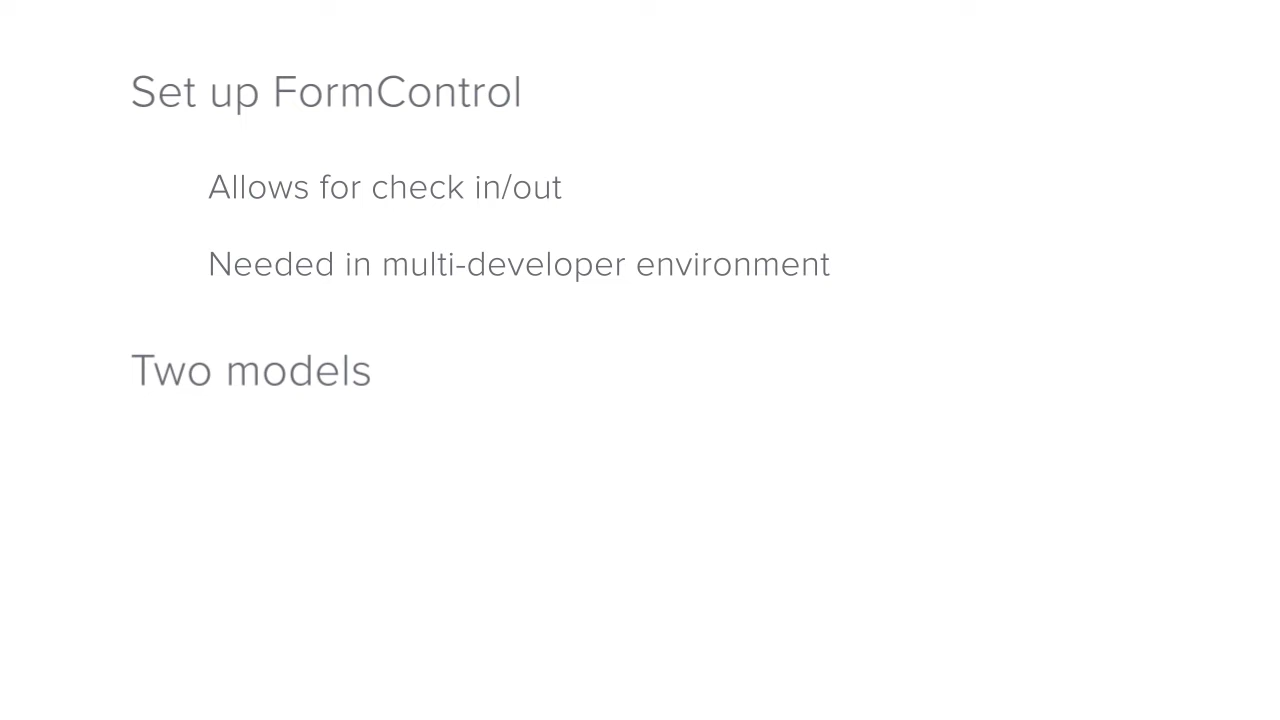 Set up FormControl
Allows for check in/out
Needed in multi-developer environment
Two models